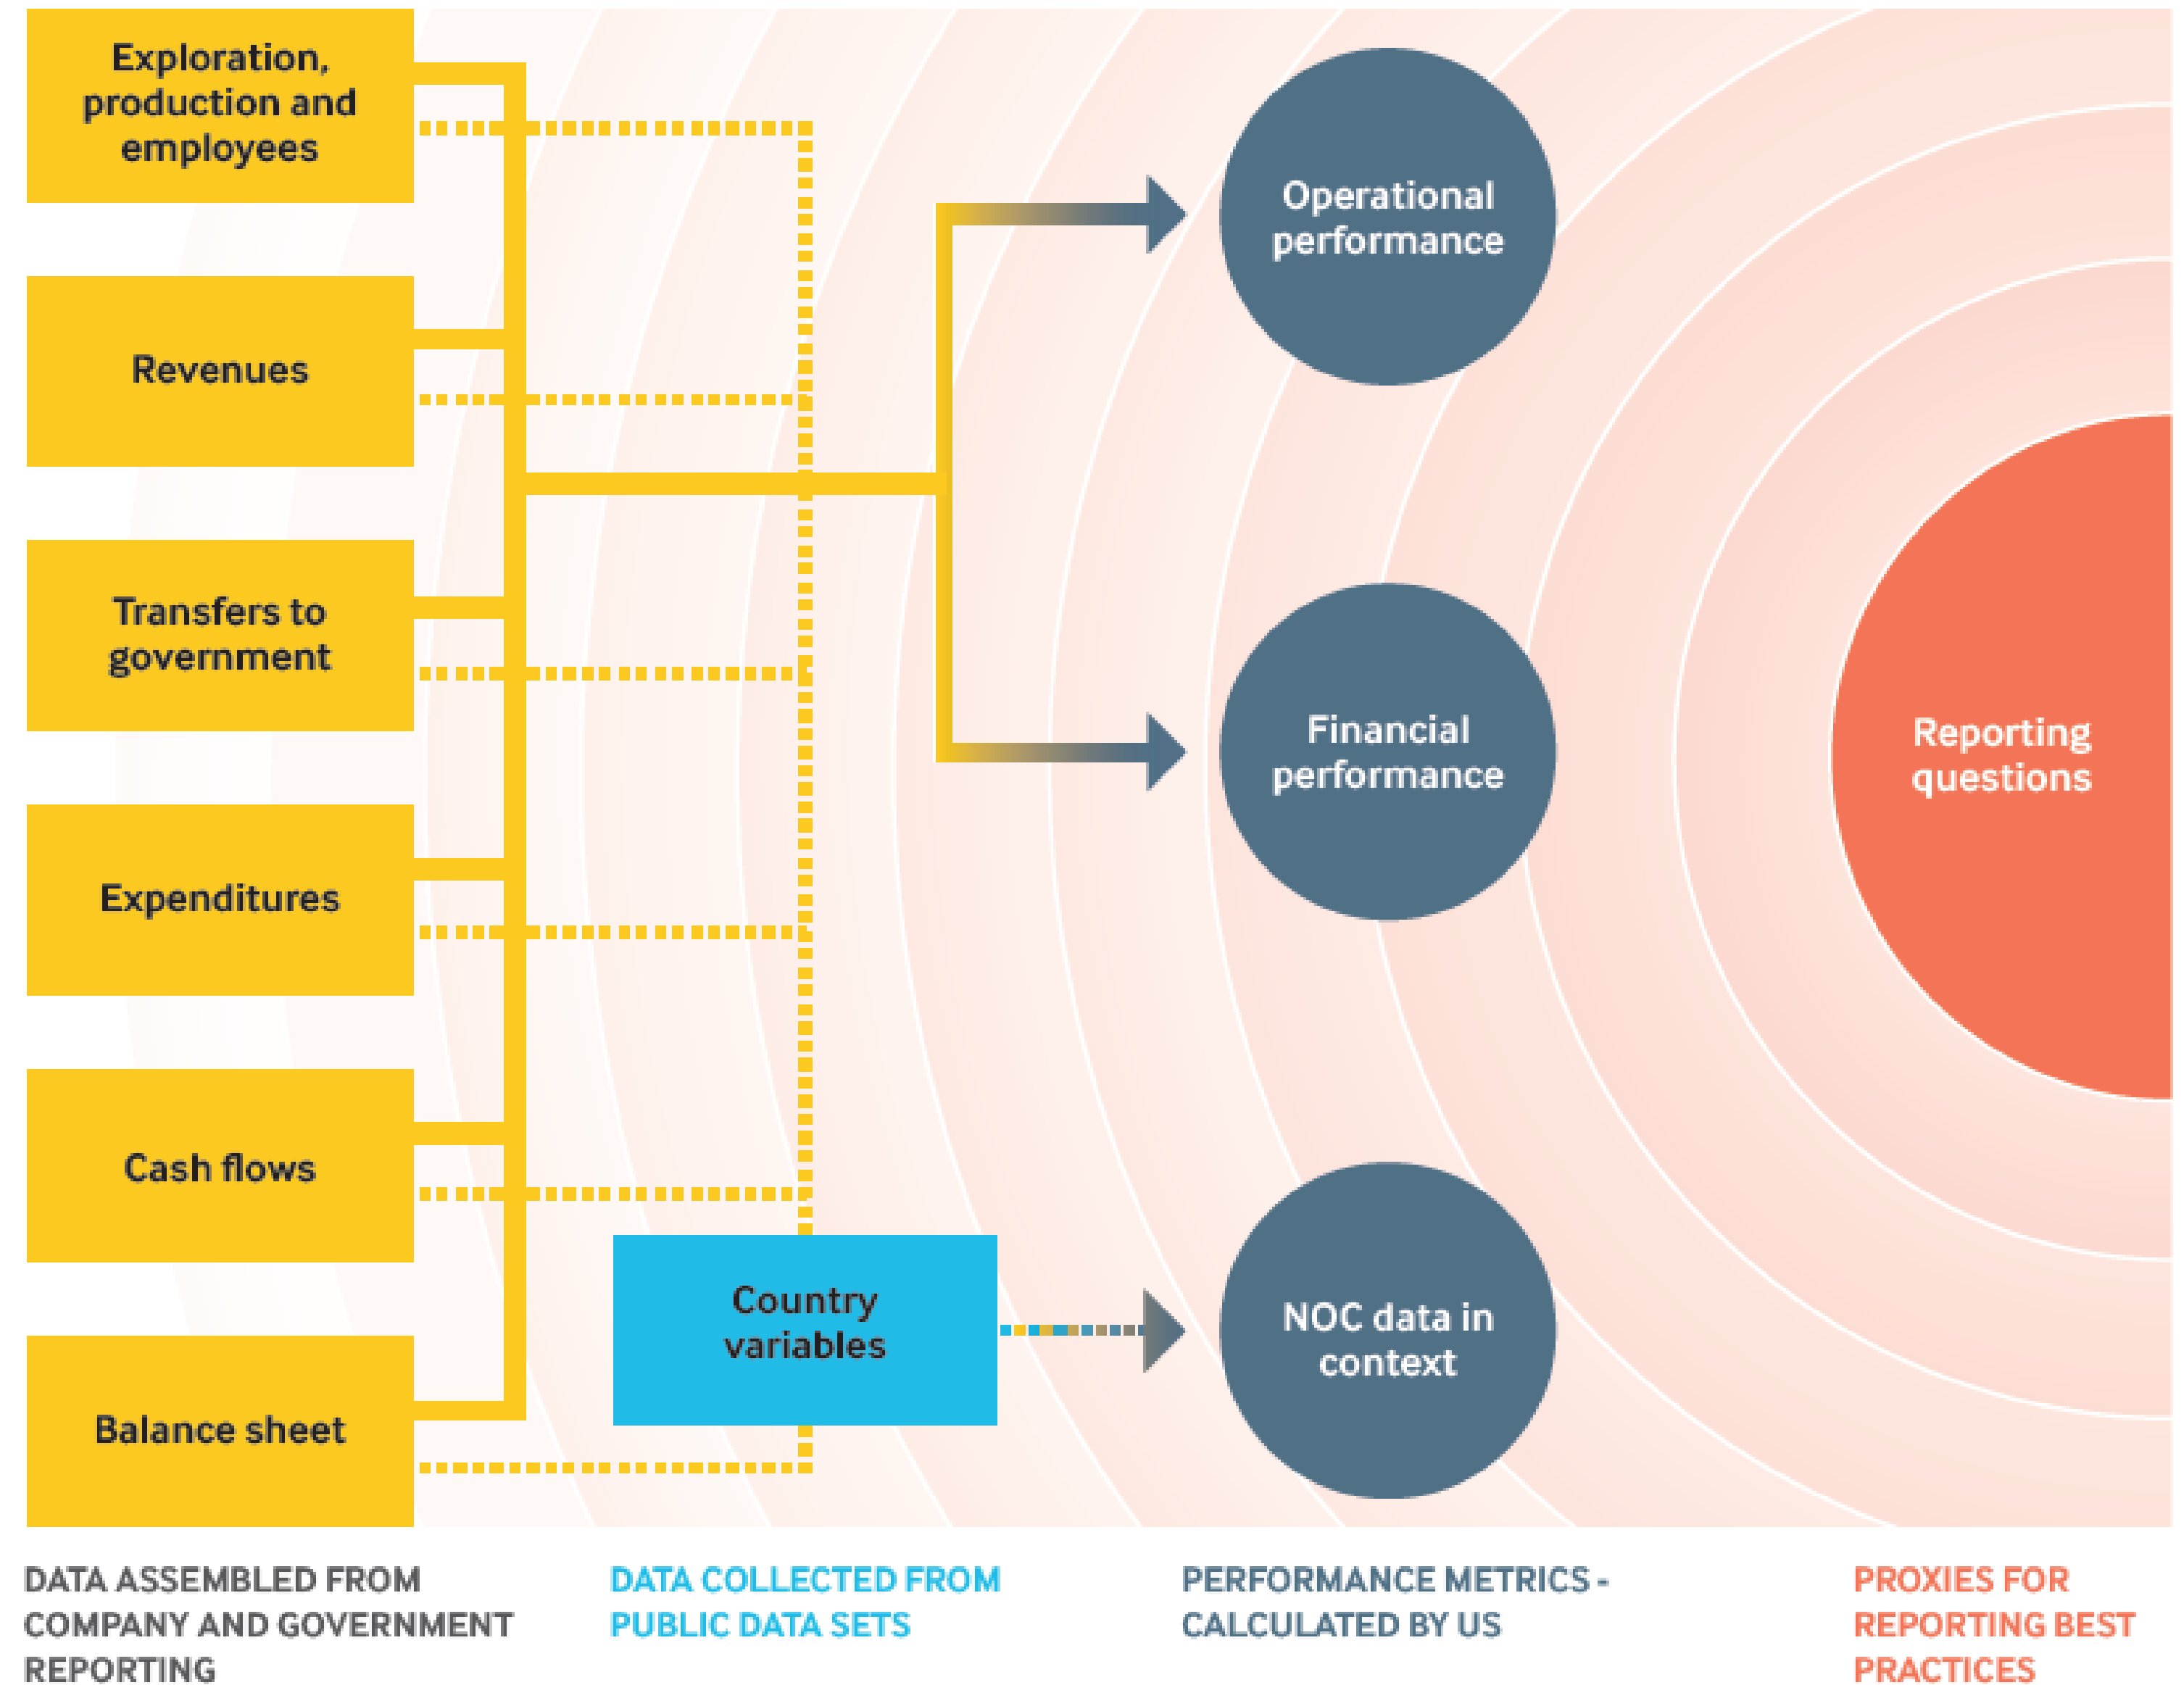 Exploration,
production and
employees
Revenues
Transfers to
government
Expenditures
Cash flows
Balance sheet
Country
variables
Operational
performance
Financial
performance
NOC data in
context
Reporting
questions
DATA ASSEMBLED FROM
COMPANY AND GOVERNMENT
REPORTING
DATA COLLECTED FROM
PUBLIC DATA SETS
PERFORMANCE METRICS -
CALCULATED BY US
PROXIES FOR
REPORTING BEST
PRACTICES